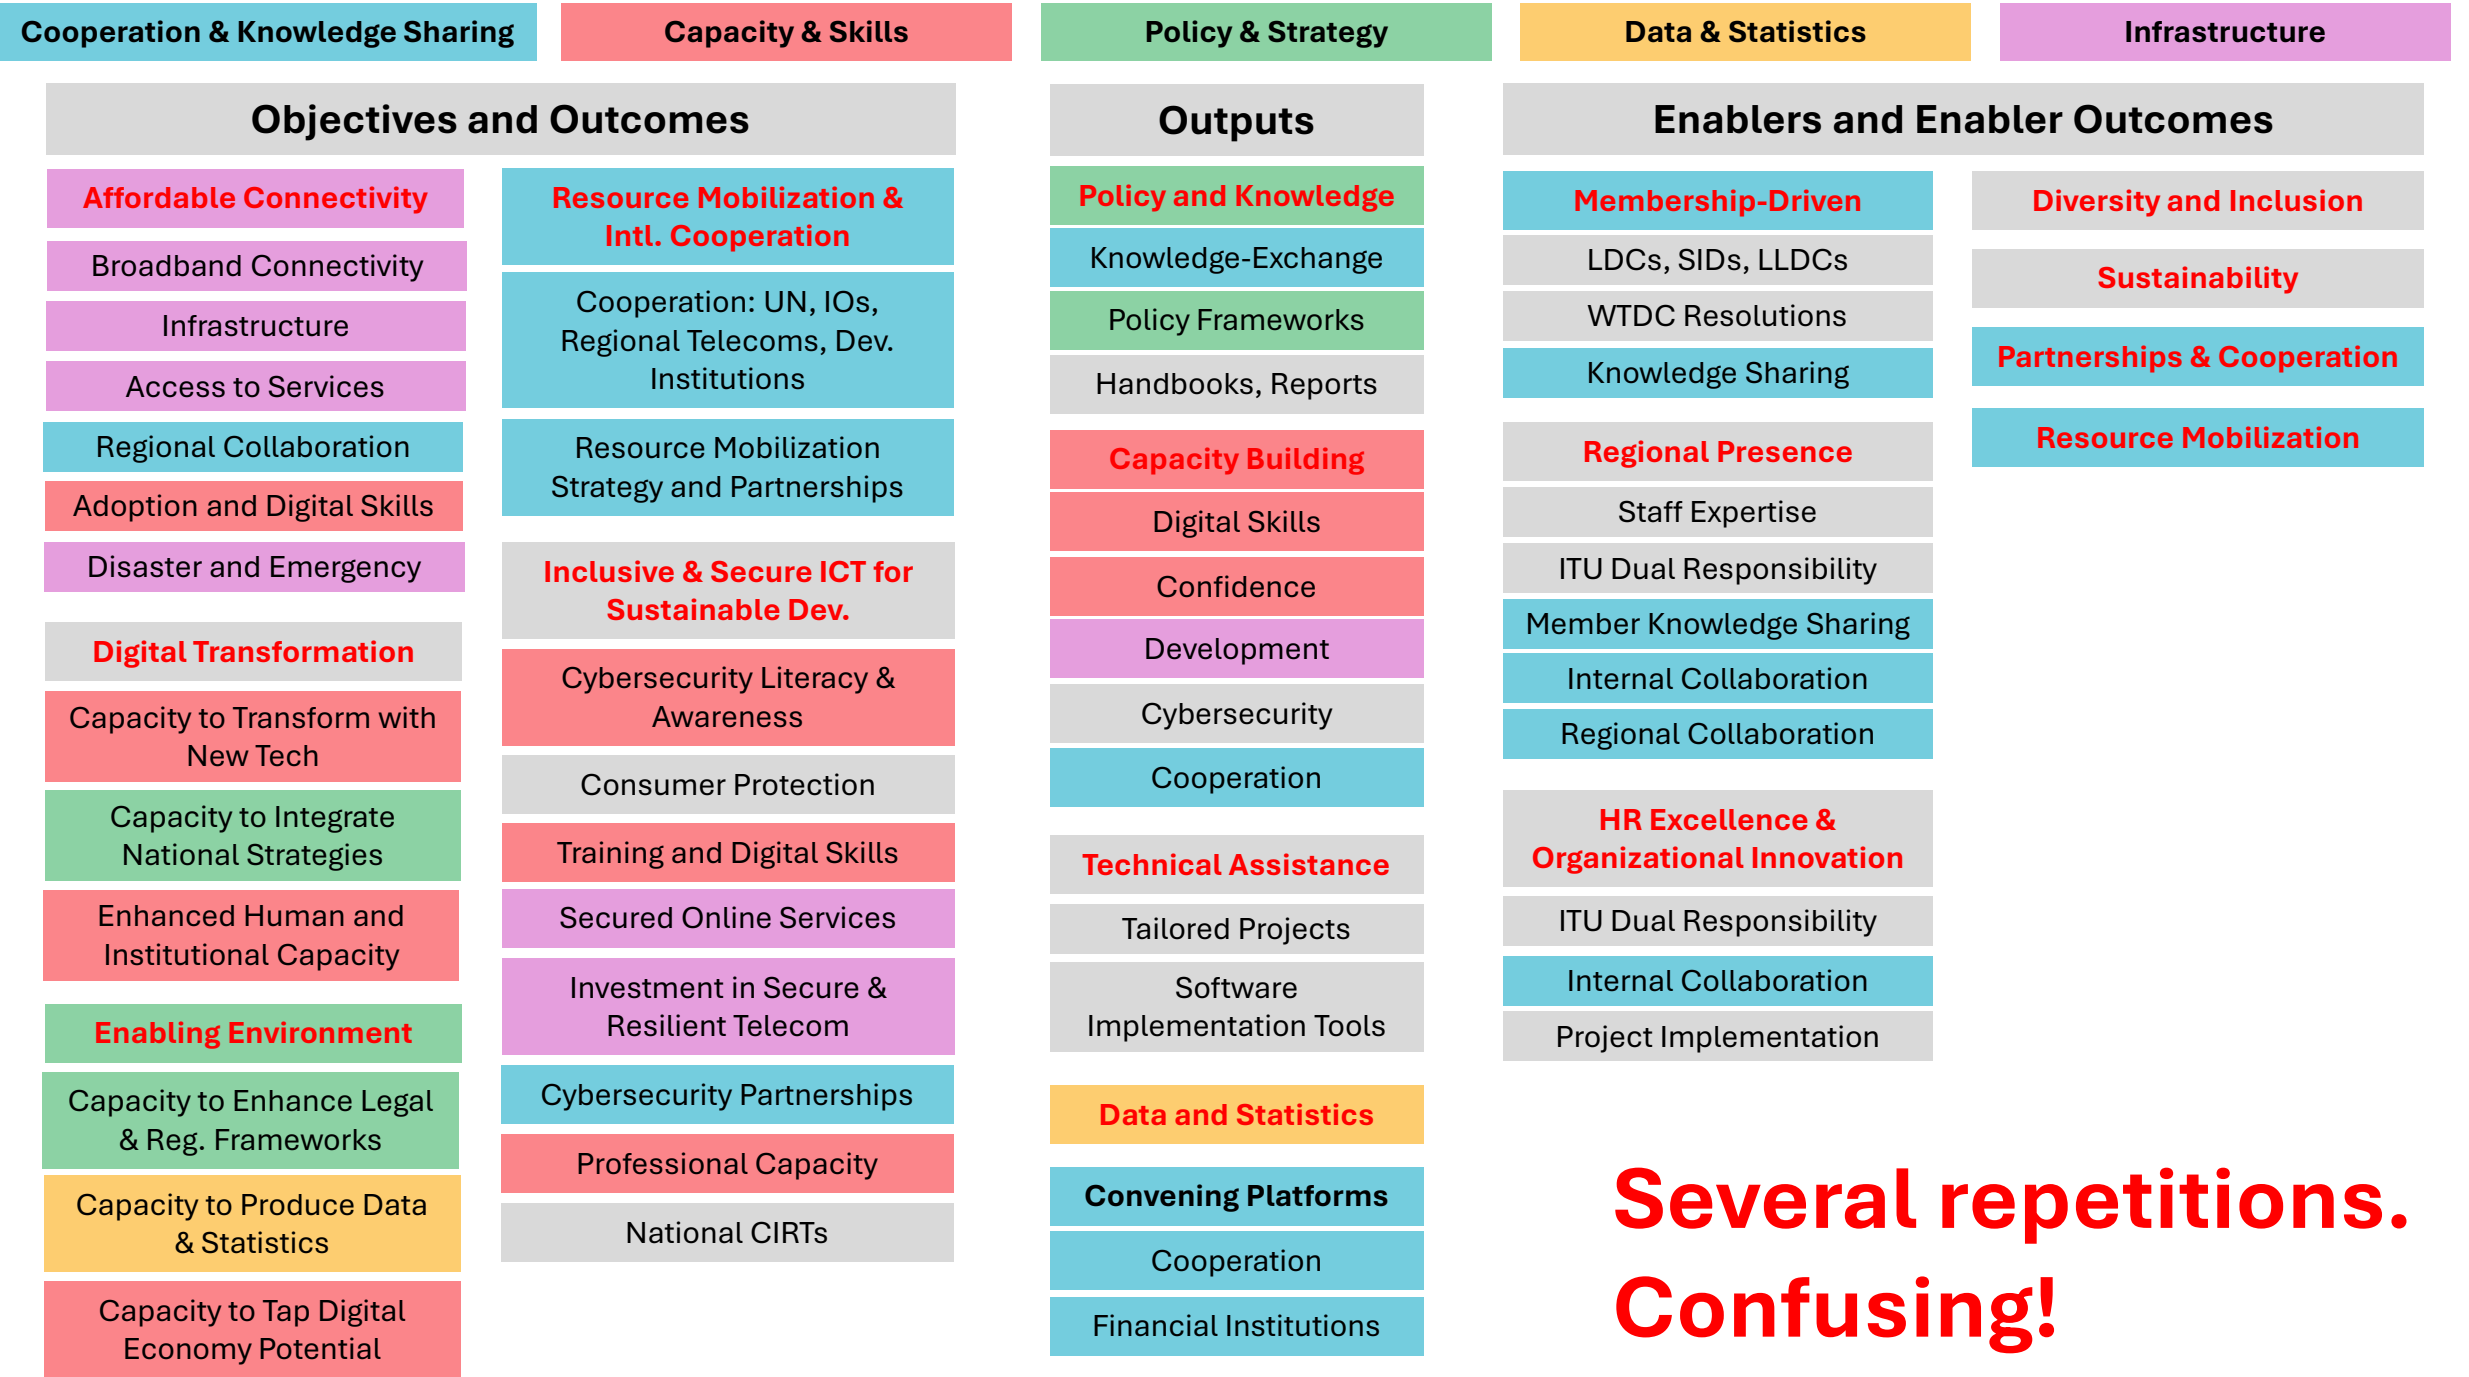 Cooperation & Knowledge Sharing
Capacity & Skills
Policy & Strategy
Data & Statistics
Infrastructure
Objectives and Outcomes
Affordable Connectivity
Broadband Connectivity
Infrastructure
Access to Services
Regional Collaboration
Adoption and Digital Skills
Disaster and Emergency
Digital Transformation
Capacity to Transform with
New Tech
Capacity to Integrate
National Strategies
Enhanced Human and
Institutional Capacity
Enabling Environment
Capacity to Enhance Legal
& Reg. Frameworks
Capacity to Produce Data
& Statistics
Capacity to Tap Digital
Economy Potential
Resource Mobilization &
Intl. Cooperation
Cooperation: UN, IOs,
Regional Telecoms, Dev.
Institutions
Resource Mobilization
Strategy and Partnerships
Inclusive & Secure ICT for
Sustainable Dev.
Cybersecurity Literacy &
Awareness
Consumer Protection
Training and Digital Skills
Secured Online Services
Investment in Secure &
Resilient Telecom
Cybersecurity Partnerships
Professional Capacity
National CIRTs
Outputs
Policy and Knowledge
Knowledge-Exchange
Policy Frameworks
Handbooks, Reports
Capacity Building
Digital Skills
Confidence
Development
Cybersecurity
Cooperation
Technical Assistance
Tailored Projects
Software
Implementation Tools
Data and Statistics
Convening Platforms
Cooperation
Financial Institutions
Enablers and Enabler Outcomes
Membership-Driven
LDCs, SIDs, LLDCs
WTDC Resolutions
Knowledge Sharing
Regional Presence
Staff Expertise
ITU Dual Responsibility
Member Knowledge Sharing
Internal Collaboration
Regional Collaboration
HR Excellence &
Organizational Innovation
ITU Dual Responsibility
Internal Collaboration
Project Implementation
Diversity and Inclusion
Sustainability
Partnerships & Cooperation
Resource Mobilization
Several repetitions.
Confusing!